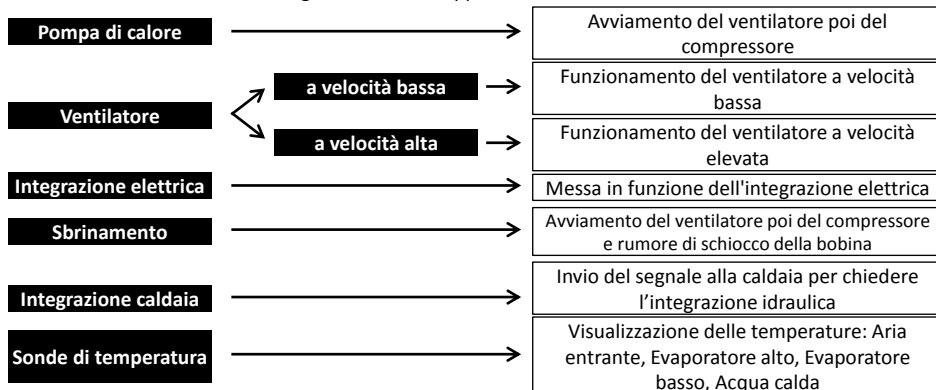 Pompa di calore
Avviamento del ventilatore poi del
compressore
Ventilatore
a velocità bassa
Funzionamento del ventilatore a velocità
bassa
a velocità alta
Funzionamento del ventilatore a velocità
elevata
Integrazione elettrica
Messa in funzione dell'integrazione elettrica
Sbrinamento
Avviamento del ventilatore poi del compressore
e rumore di schiocco della bobina
Integrazione caldaia
Invio del segnale alla caldaia per chiedere
l’integrazione idraulica
Sonde di temperatura
Visualizzazione delle temperature: Aria
entrante, Evaporatore alto, Evaporatore
basso, Acqua calda